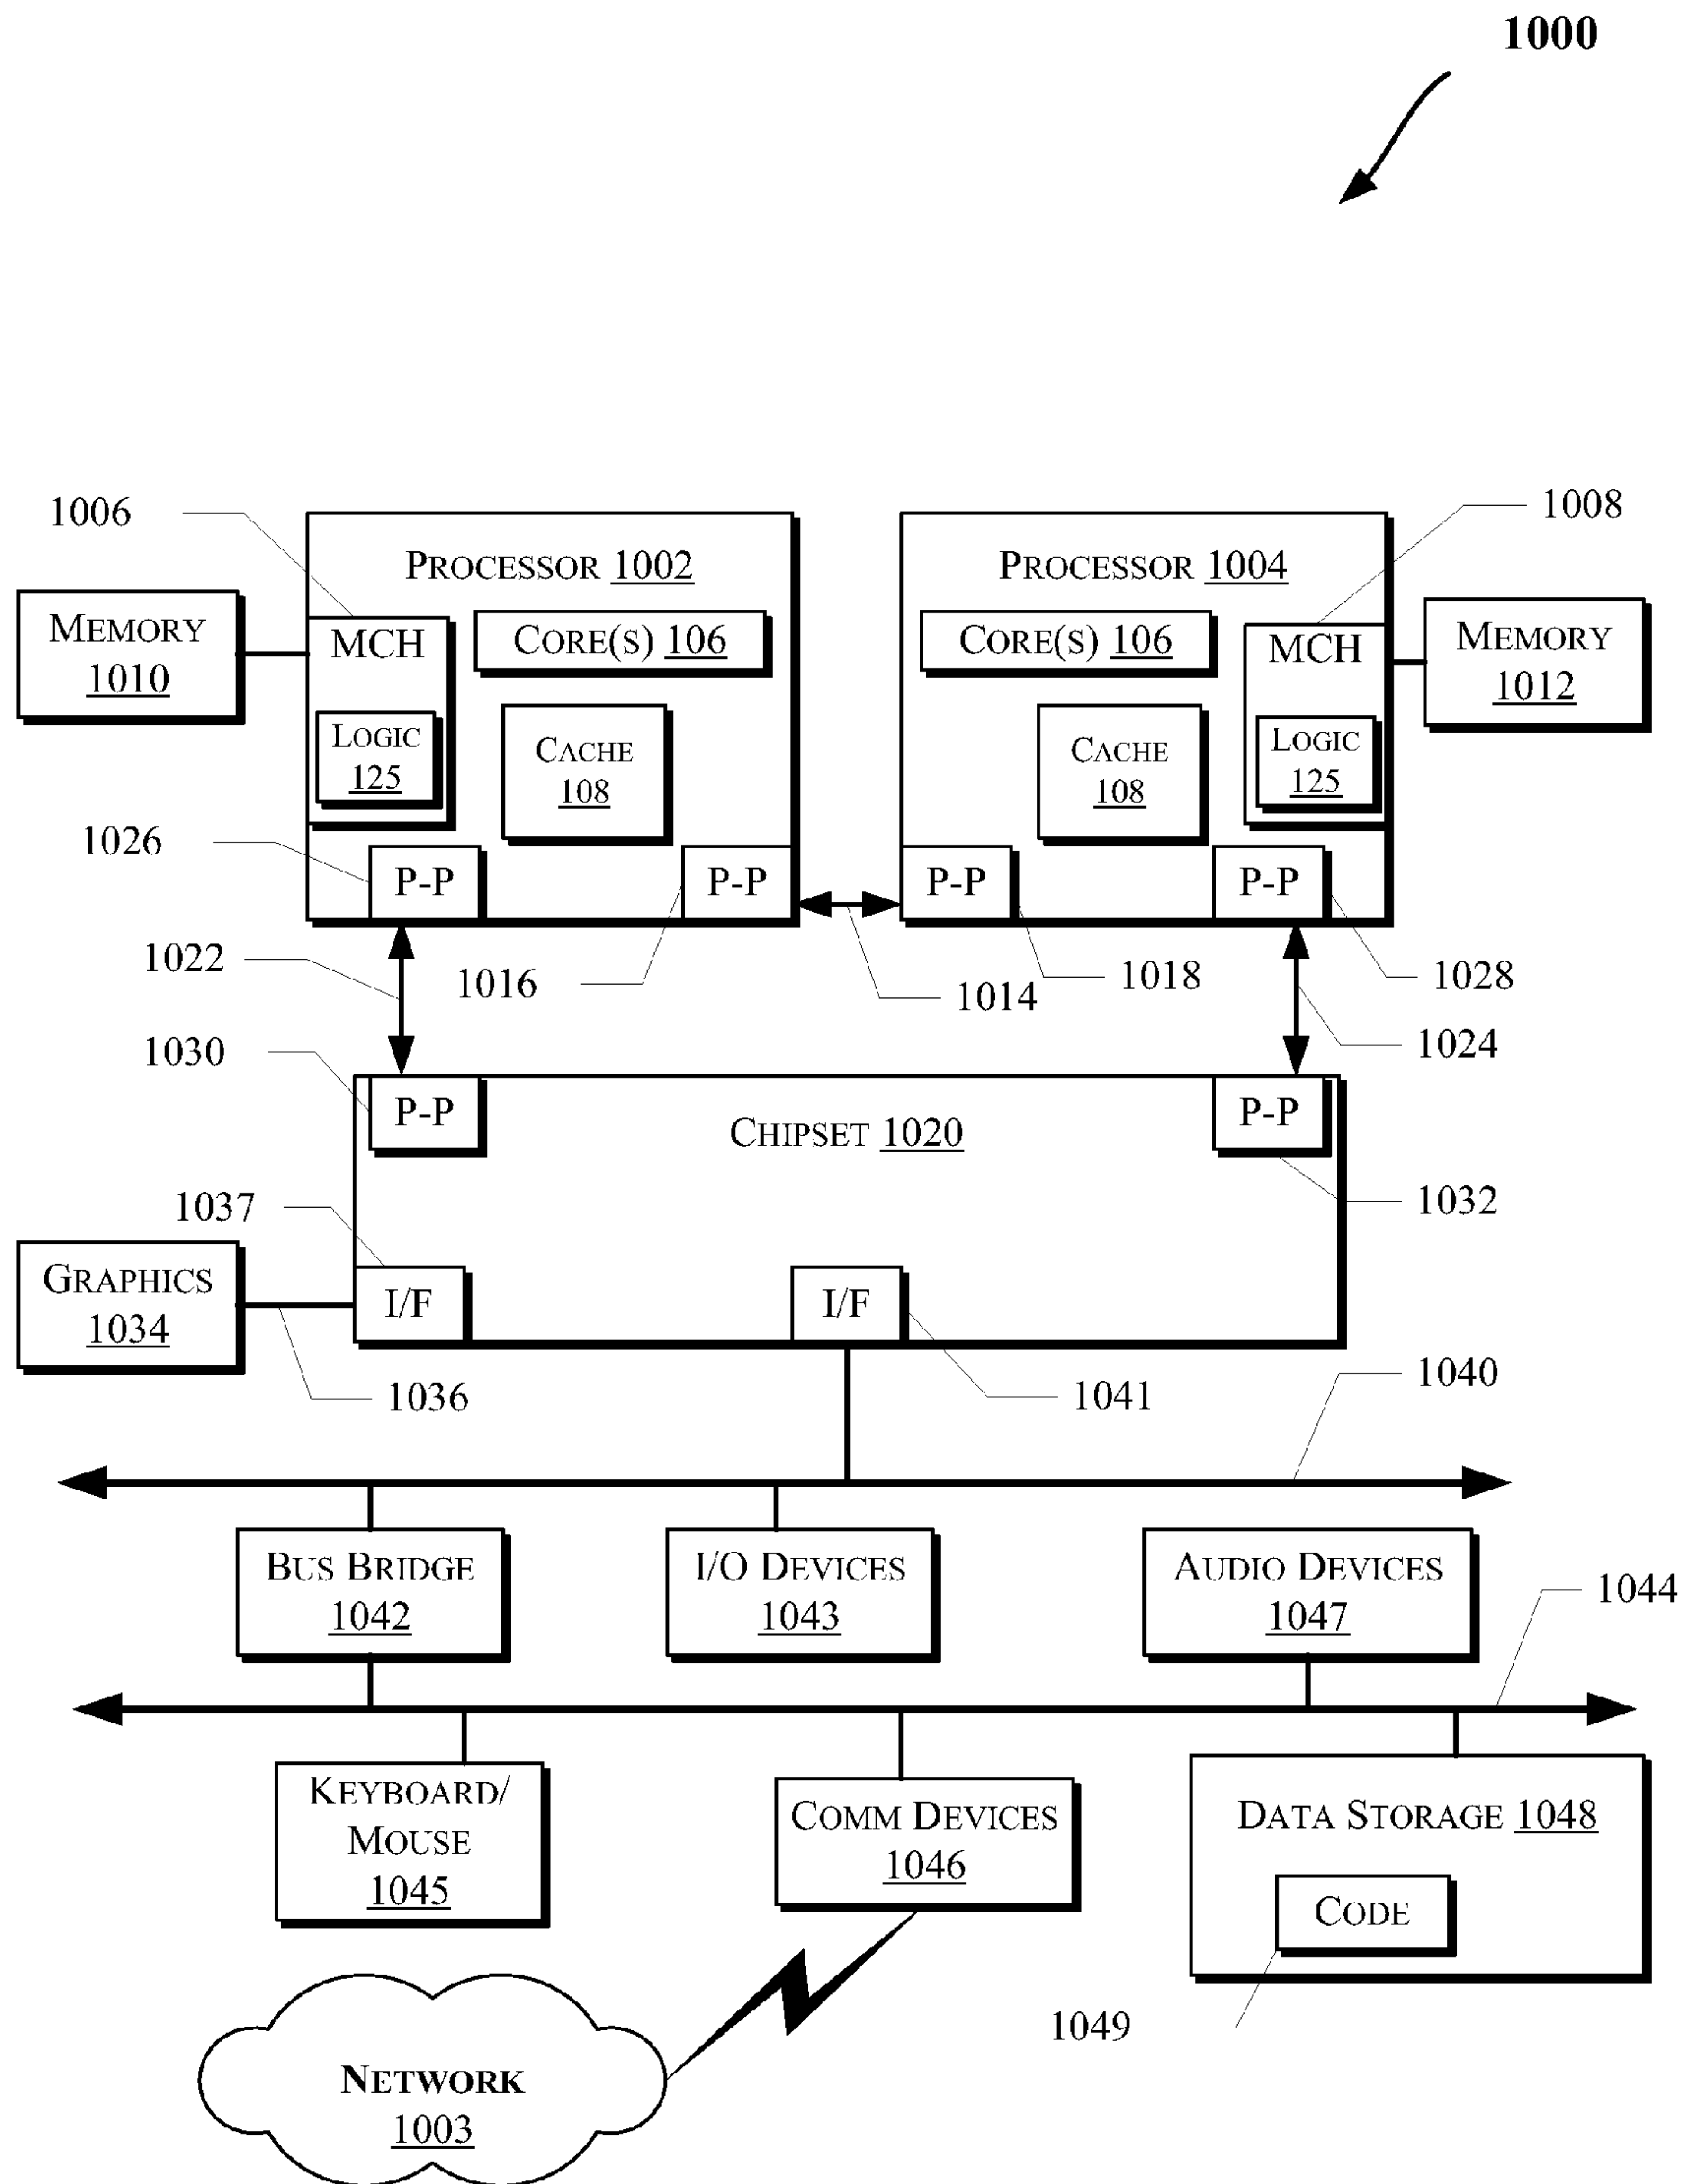 1000
1006
1008
PROCESSOR 1002
PROCESSOR 1004
MEMORY
1010
MCH
CORE(S) 106
CORE(S) 106
MCH
MEMORY
1012
LOGIC
125
CACHE
108
CACHE
108
LOGIC
125
1026
P-P
P-P
P-P
P-P
1022
1016
1014
1018
1028
1024
1030
P-P
CHIPSET 1020
P-P
1032
1037
GRAPHICS
1034
I/F
I/F
1036
1041
1040
BUS BRIDGE
1042
I/O DEVICES
1043
AUDIO DEVICES
1047
1044
KEYBOARD/
MOUSE
1045
COMM DEVICES
1046
DATA STORAGE 1048
CODE
1049
NETWORK
1003